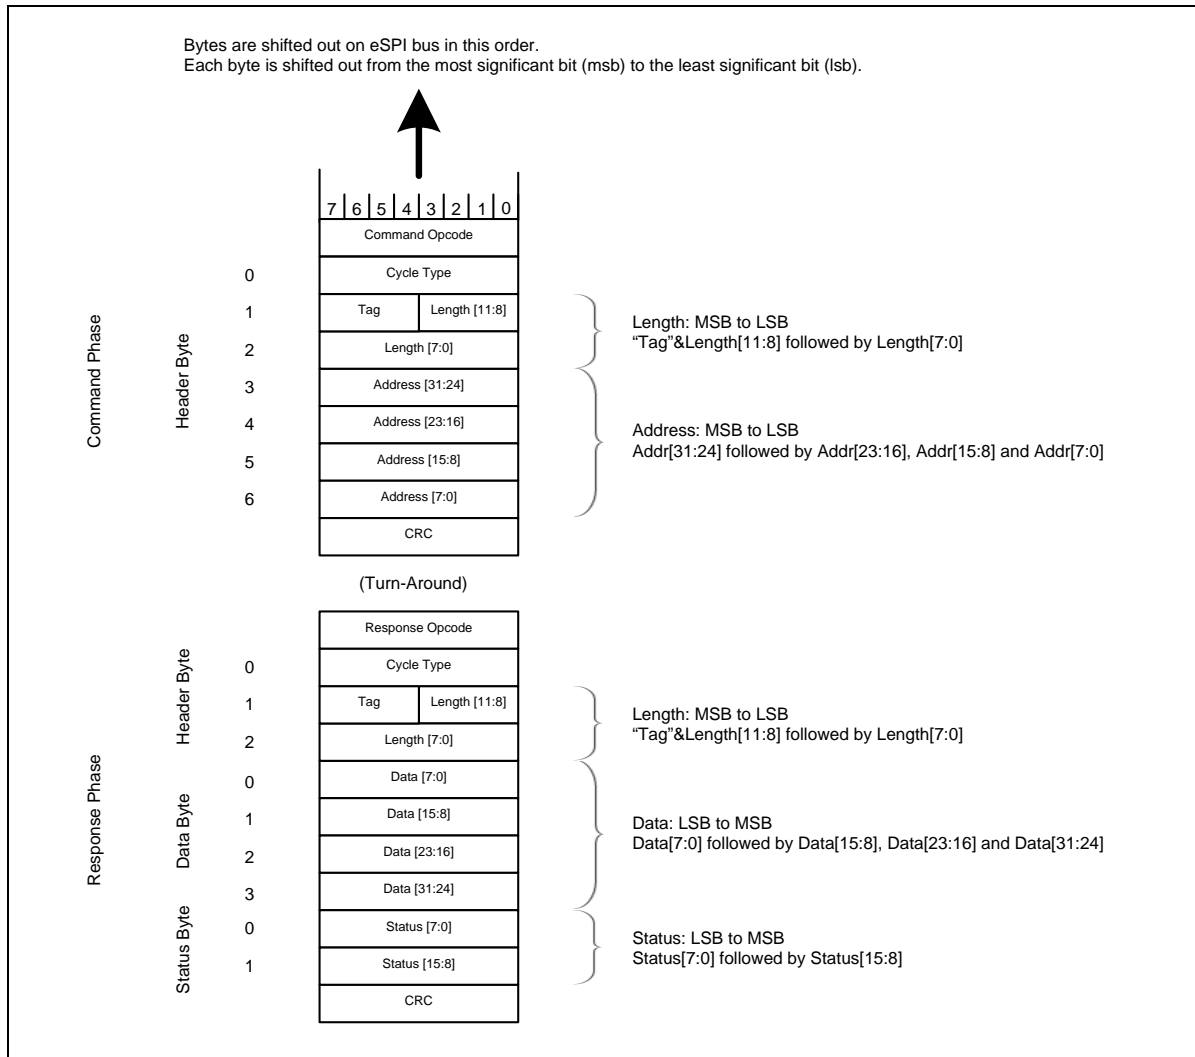 Bytes are shifted out on eSPI bus in this order.
Each byte is shifted out from the most significant bit (msb) to the least significant bit (lsb).
7 6 5 4 3 2 1 0
Command Opcode
Command Phase
Header Byte
0 Cycle Type
1 Tag Length [11:8]
2 Length [7:0]
Length: MSB to LSB
“Tag”&Length[11:8] followed by Length[7:0]
3 Address [31:24]
4 Address [23:16]
5 Address [15:8]
6 Address [7:0]
Address: MSB to LSB
Addr[31:24] followed by Addr[23:16], Addr[15:8] and Addr[7:0]
CRC
(Turn-Around)
Response Phase
Response Opcode
Header Byte
0 Cycle Type
1 Tag Length [11:8]
2 Length [7:0]
Length: MSB to LSB
“Tag”&Length[11:8] followed by Length[7:0]
Data Byte
0 Data [7:0]
1 Data [15:8]
2 Data [23:16]
3 Data [31:24]
Data: LSB to MSB
Data[7:0] followed by Data[15:8], Data[23:16] and Data[31:24]
Status Byte
0 Status [7:0]
1 Status [15:8]
Status: LSB to MSB
Status[7:0] followed by Status[15:8]
CRC